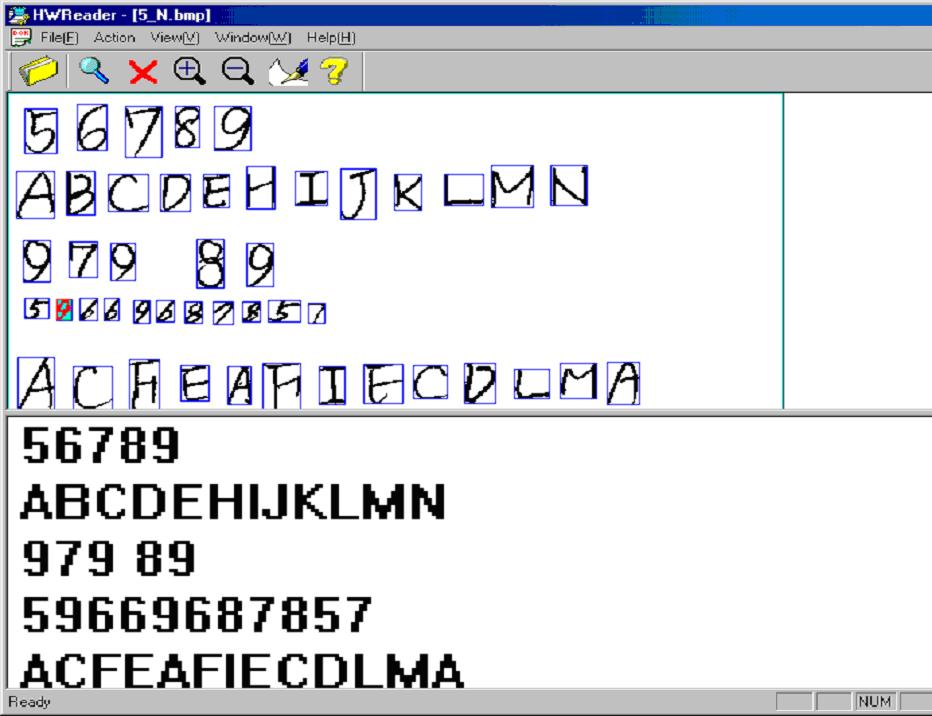 HWReader - [5_N.bmp]
File(F) Action View(V) Window(W) Help(H)
5 6 7 8 9
A B C D E H I J K L M N
9 7 9 8 9
5 9 6 6 9 6 8 7 8 5 7
A C F E A F I E C D L M A
56789
ABCDEHIJKLMN
979 89
59669687857
ACFEAFIECDLMA
Ready NUM